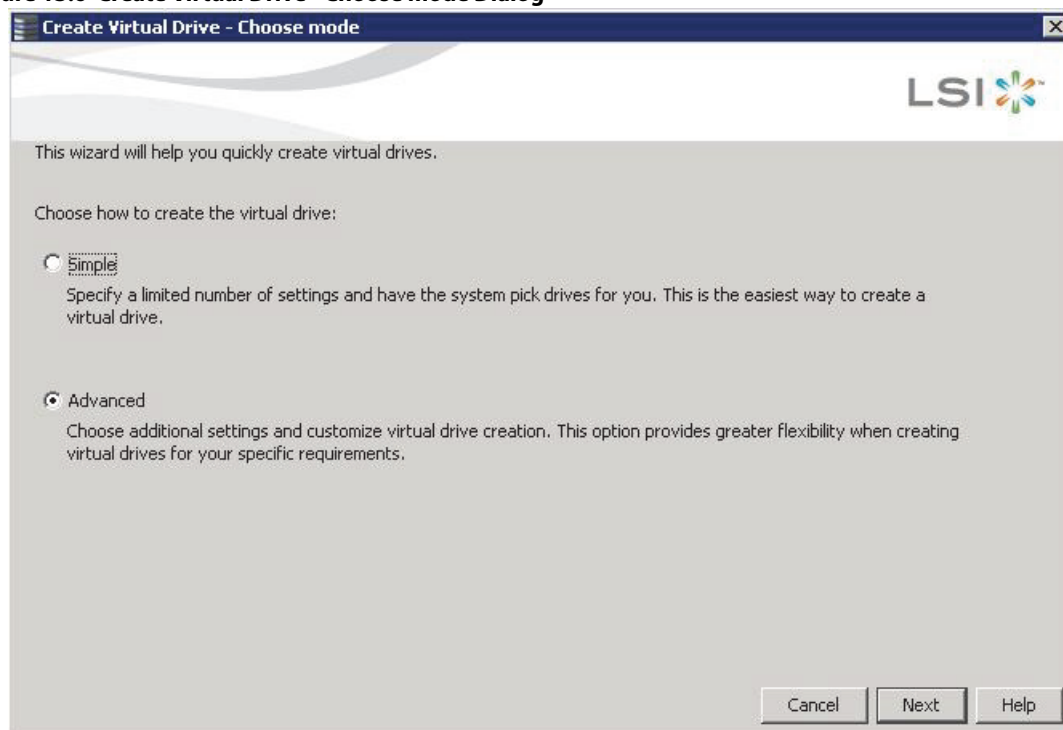 Create Virtual Drive - Choose mode
LSI
This wizard will help you quickly create virtual drives.
Choose how to create the virtual drive:
Simple
Specify a limited number of settings and have the system pick drives for you. This is the easiest way to create a
virtual drive.
Advanced
Choose additional settings and customize virtual drive creation. This option provides greater flexibility when creating
virtual drives for your specific requirements.
Cancel Next Help